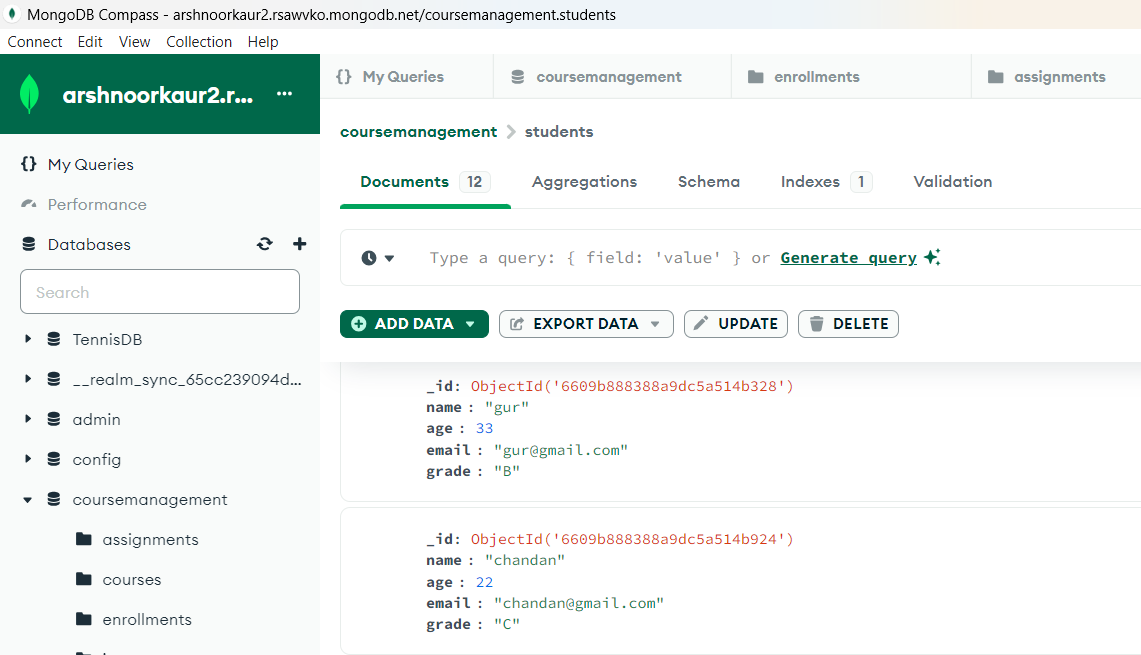 MongoDB Compass - arshnoorkaur2.rsawvko.mongodb.net/coursemanagement.students
Connect Edit View Collection Help
arshnoorkaur2.r... ...
{} My Queries
Performance
Databases
Search
TennisDB
__realm_sync_65cc239094d...
admin
config
coursemanagement
assignments
courses
enrollments
{} My Queries coursemanagement enrollments assignments
coursemanagement > students
Documents 12 Aggregations Schema Indexes 1 Validation
Type a query: { field: 'value' } or Generate query
ADD DATA EXPORT DATA UPDATE DELETE
_id: ObjectId('6609b888388a9dc5a514b328')
name : "gur"
age : 33
email : "gur@gmail.com"
grade : "B"
_id: ObjectId('6609b888388a9dc5a514b924')
name : "chandan"
age : 22
email : "chandan@gmail.com"
grade : "C"